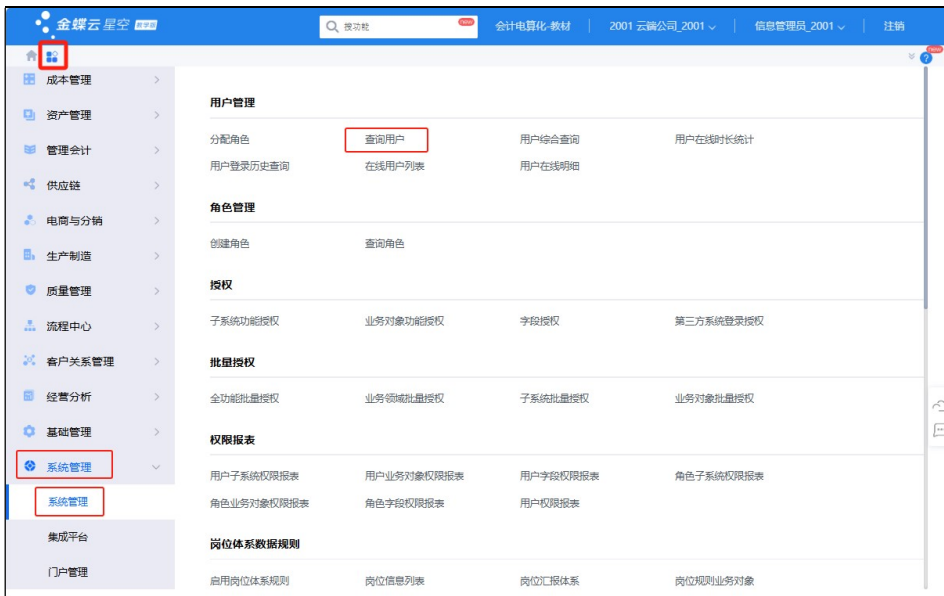 金蝶云星空 教学版 搜功能 new 会计电算化-教材 2001 云端公司_2001 信息管理员_2001 注销
new
成本管理
资产管理
管理会计
供应链
电商与分销
生产制造
质量管理
流程中心
客户关系管理
经营分析
基础管理
系统管理
系统管理
集成平台
门户管理
用户管理
分配角色 查询用户 用户综合查询 用户在线时长统计
用户登录历史查询 在线用户列表 用户在线明细
角色管理
创建角色 查询角色
授权
子系统功能授权 业务对象功能授权 字段授权 第三方系统登录授权
批量授权
全功能批量授权 业务领域批量授权 子系统批量授权 业务对象批量授权
权限报表
用户子系统权限报表 用户业务对象权限报表 用户字段权限报表 角色子系统权限报表
角色业务对象权限报表 角色字段权限报表 用户权限报表
岗位体系数据规则
启用岗位体系规则 岗位信息列表 岗位汇报体系 岗位规则业务对象